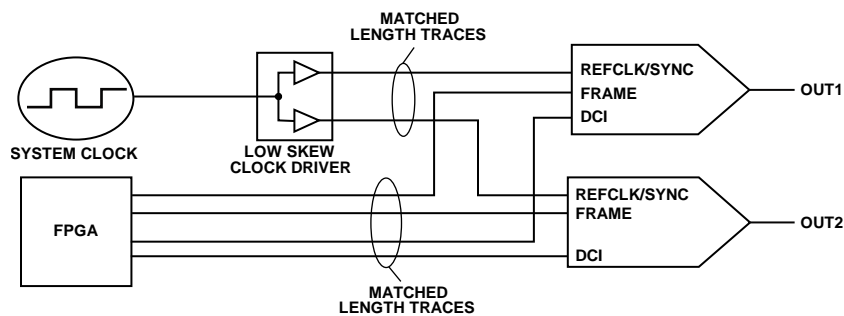 MATCHED
LENGTH TRACES
REFCLK/SYNC
FRAME
DCI
OUT1
SYSTEM CLOCK
LOW SKEW
CLOCK DRIVER
FPGA
REFCLK/SYNC
FRAME
DCI
OUT2
MATCHED
LENGTH TRACES